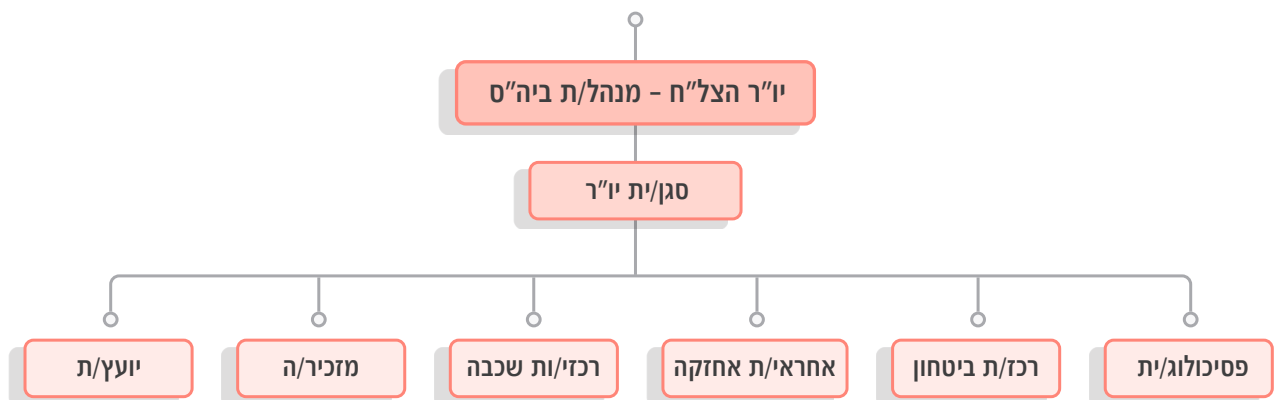 יו״ר הצל״ח – מנהל/ת ביה״ס
סגן/ית יו״ר
פסיכולוג/ית
רכז/ת ביטחון
אחראי/ת אחזקה
רכזי/ות שכבה
מזכיר/ה
יועץ/ת